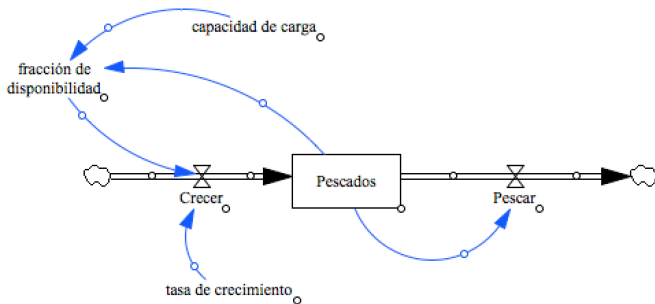 capacidad de carga
fracción de
disponibilidad
Pescados
Crecer
Pescar
tasa de crecimiento